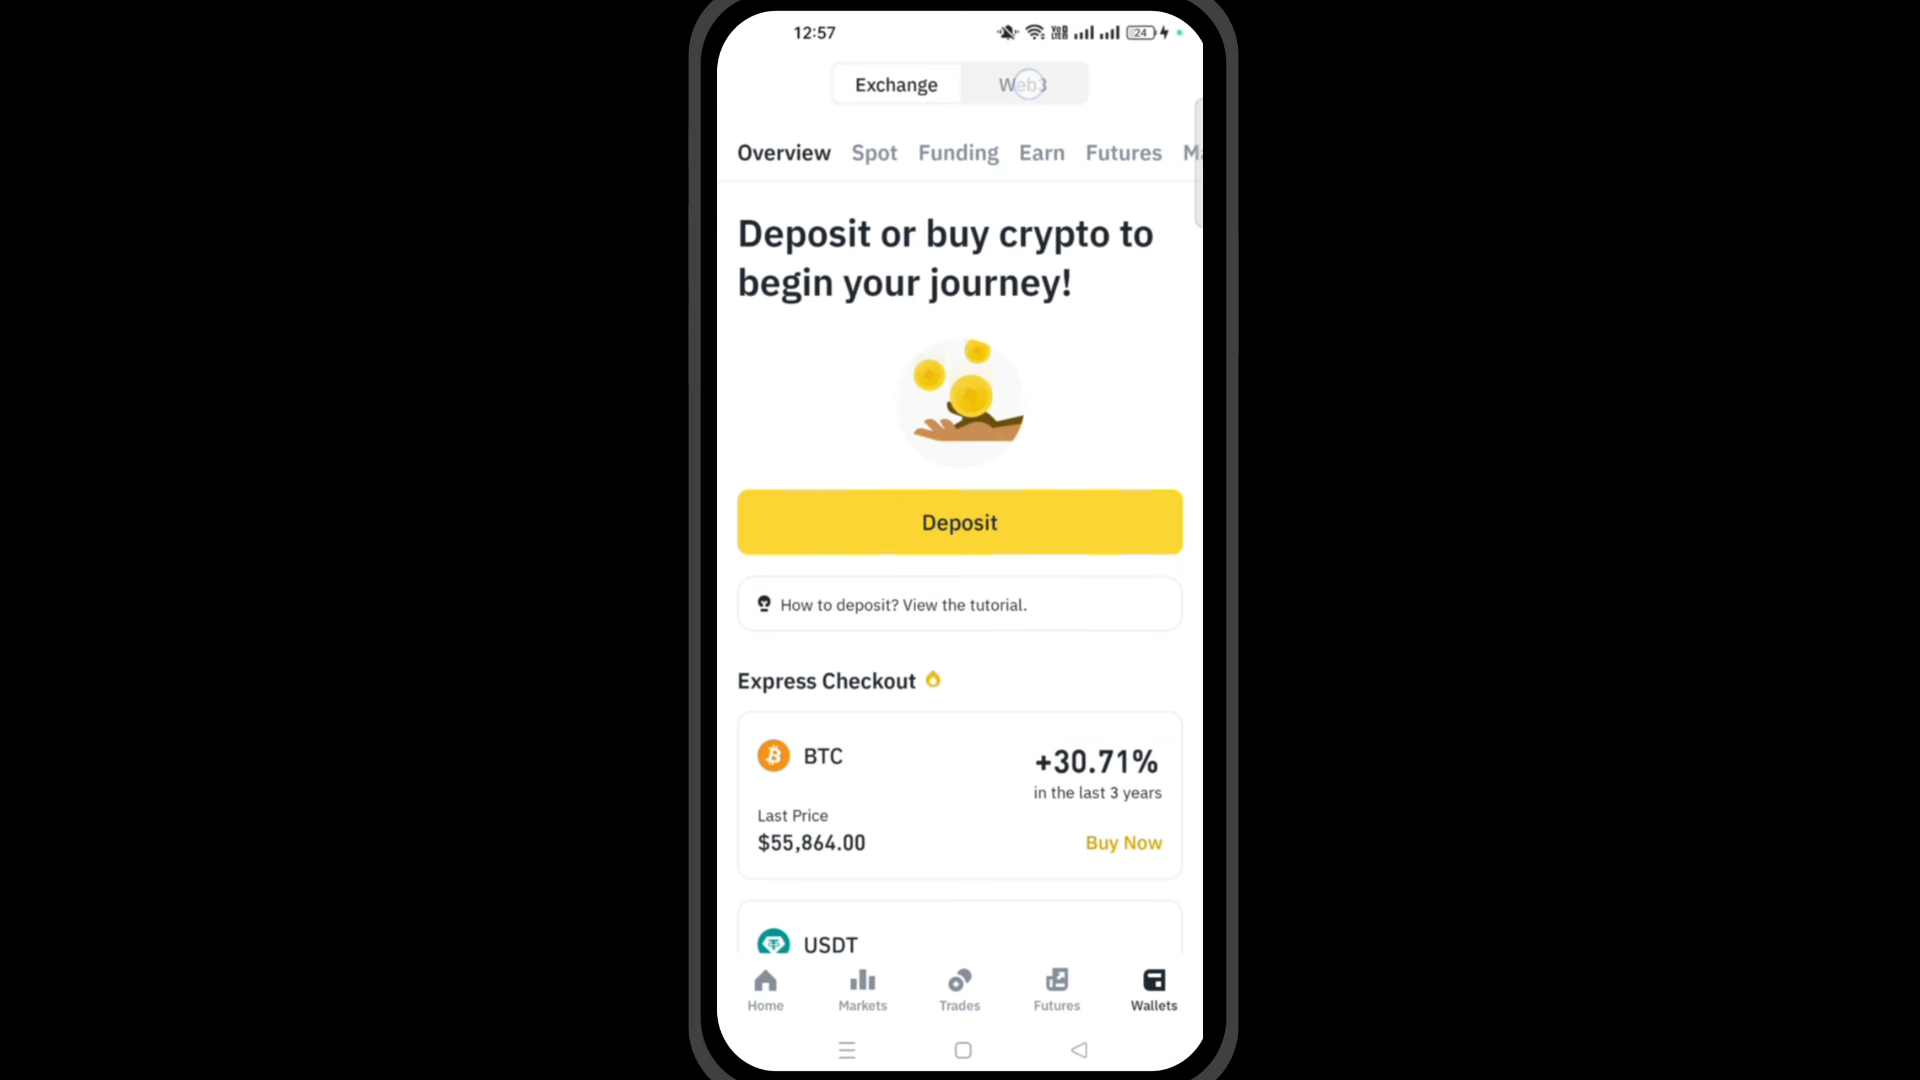 12:57
24
Exchange Web3
Overview Spot Funding Earn Futures
Deposit or buy crypto to
begin your journey!
Deposit
How to deposit? View the tutorial.
Express Checkout
BTC
+30.71%
in the last 3 years
Last Price
$55,864.00
Buy Now
USDT
Home Markets Trades Futures Wallets